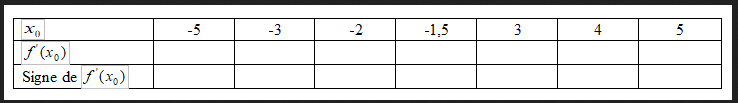 x₀ -5 -3 -2 -1,5 3 4 5
f'(x₀)
Signe de f'(x₀)